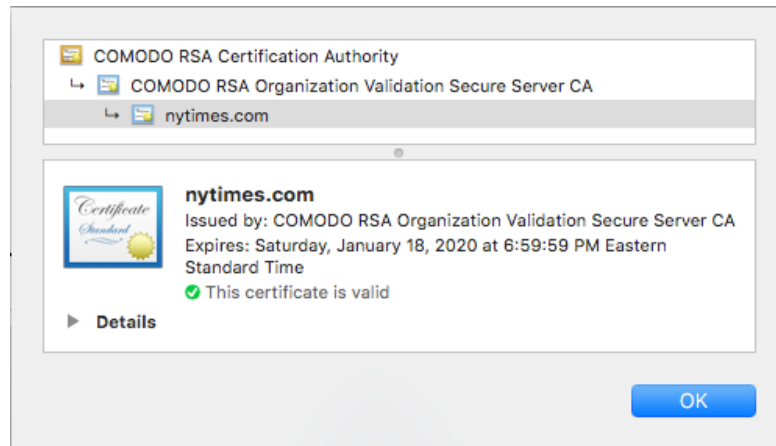 COMODO RSA Certification Authority
COMODO RSA Organization Validation Secure Server CA
nytimes.com
Certificate
Standard
nytimes.com
Issued by: COMODO RSA Organization Validation Secure Server CA
Expires: Saturday, January 18, 2020 at 6:59:59 PM Eastern
Standard Time
This certificate is valid
Details
OK